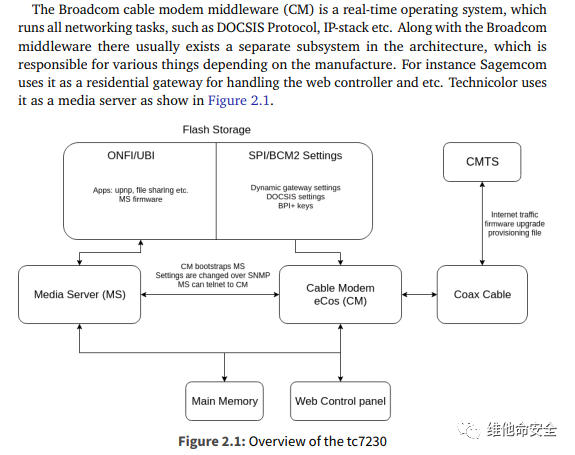 The Broadcom cable modem middleware (CM) is a real-time operating system, which
runs all networking tasks, such as DOCSIS Protocol, IP-stack etc. Along with the Broadcom
middleware there usually exists a separate subsystem in the architecture, which is
responsible for various things depending on the manufacture. For instance Sagemcom
uses it as a residential gateway for handling the web controller and etc. Technicolor uses
it as a media server as show in Figure 2.1.
Flash Storage
ONFI/UBI
Apps: upnp, file sharing etc.
MS firmware
SPI/BCM2 Settings
Dynamic gateway settings
DOCSIS settings
BPI+ keys
CMTS
Internet traffic
firmware upgrade
provisioning file
Media Server (MS)
CM bootstraps MS
Settings are changed over SNMP
MS can telnet to CM
Cable Modem
eCos (CM)
Coax Cable
Main Memory
Web Control panel
Figure 2.1: Overview of the tc7230
维他命安全